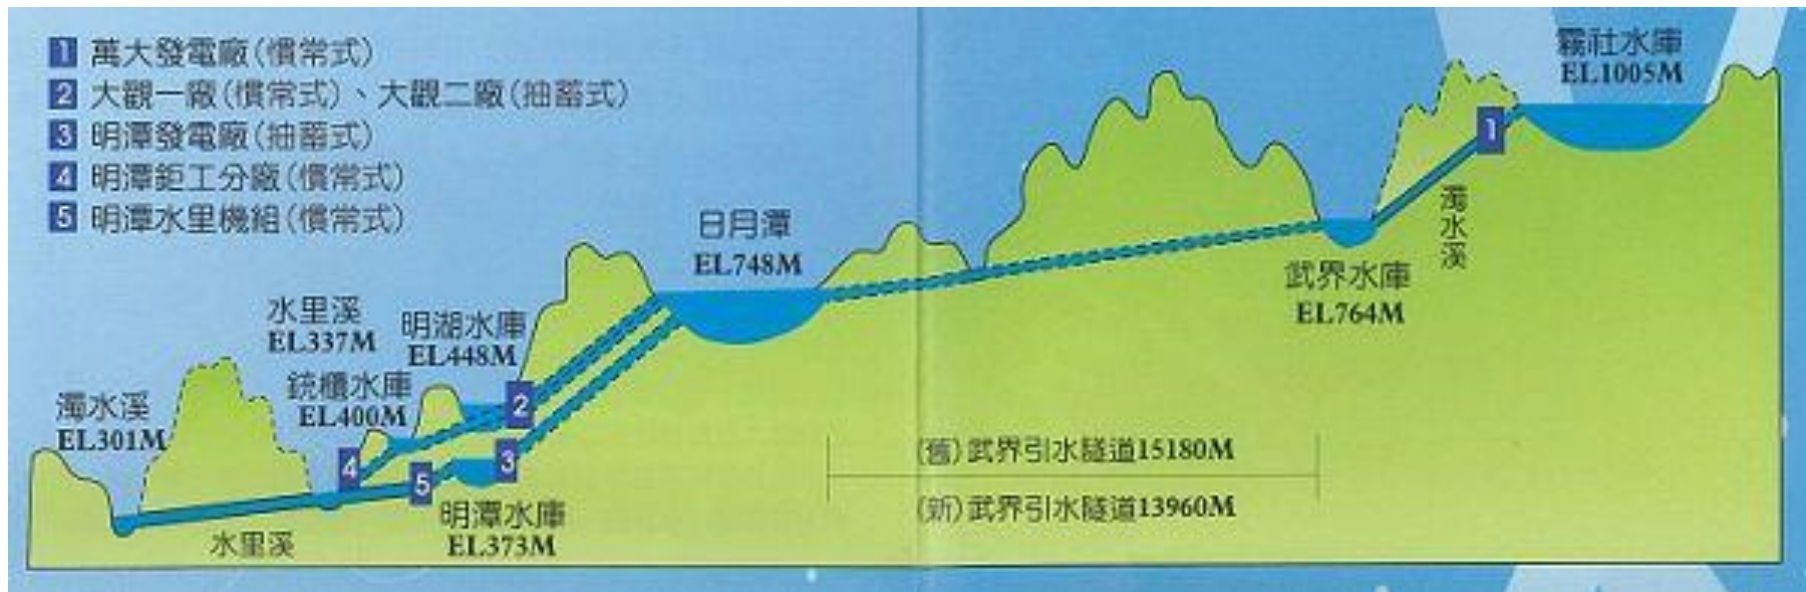 1 萬大發電廠(慣常式)
2 大觀一廠(慣常式)、大觀二廠(抽蓄式)
3 明潭發電廠(抽蓄式)
4 明潭鉅工分廠(慣常式)
5 明潭水里機組(慣常式)
霧社水庫
EL1005M
1
濁水溪
日月潭
EL748M
武界水庫
EL764M
水里溪
EL337M
明湖水庫
EL448M
銃櫃水庫
EL400M
濁水溪
EL301M
2
3
4
5
(舊)武界引水隧道15180M
(新)武界引水隧道13960M
明潭水庫
EL373M
水里溪